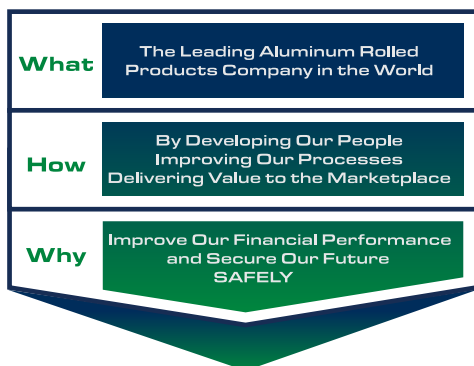 What
The Leading Aluminum Rolled
Products Company in the World
How
By Developing Our People
Improving Our Processes
Delivering Value to the Marketplace
Why
Improve Our Financial Performance
and Secure Our Future
SAFELY